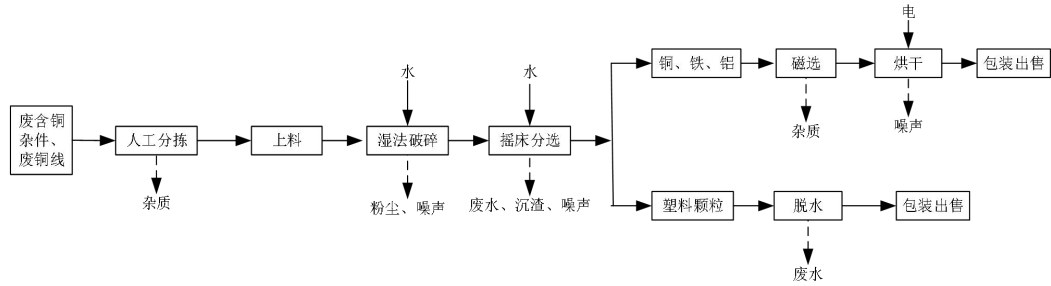 电
铜、铁、铝
磁选
烘干
包装出售
水
水
杂质
噪声
废含铜
杂件、
废铜线
人工分拣
上料
湿法破碎
摇床分选
杂质
粉尘、噪声
废水、沉渣、噪声
塑料颗粒
脱水
包装出售
废水